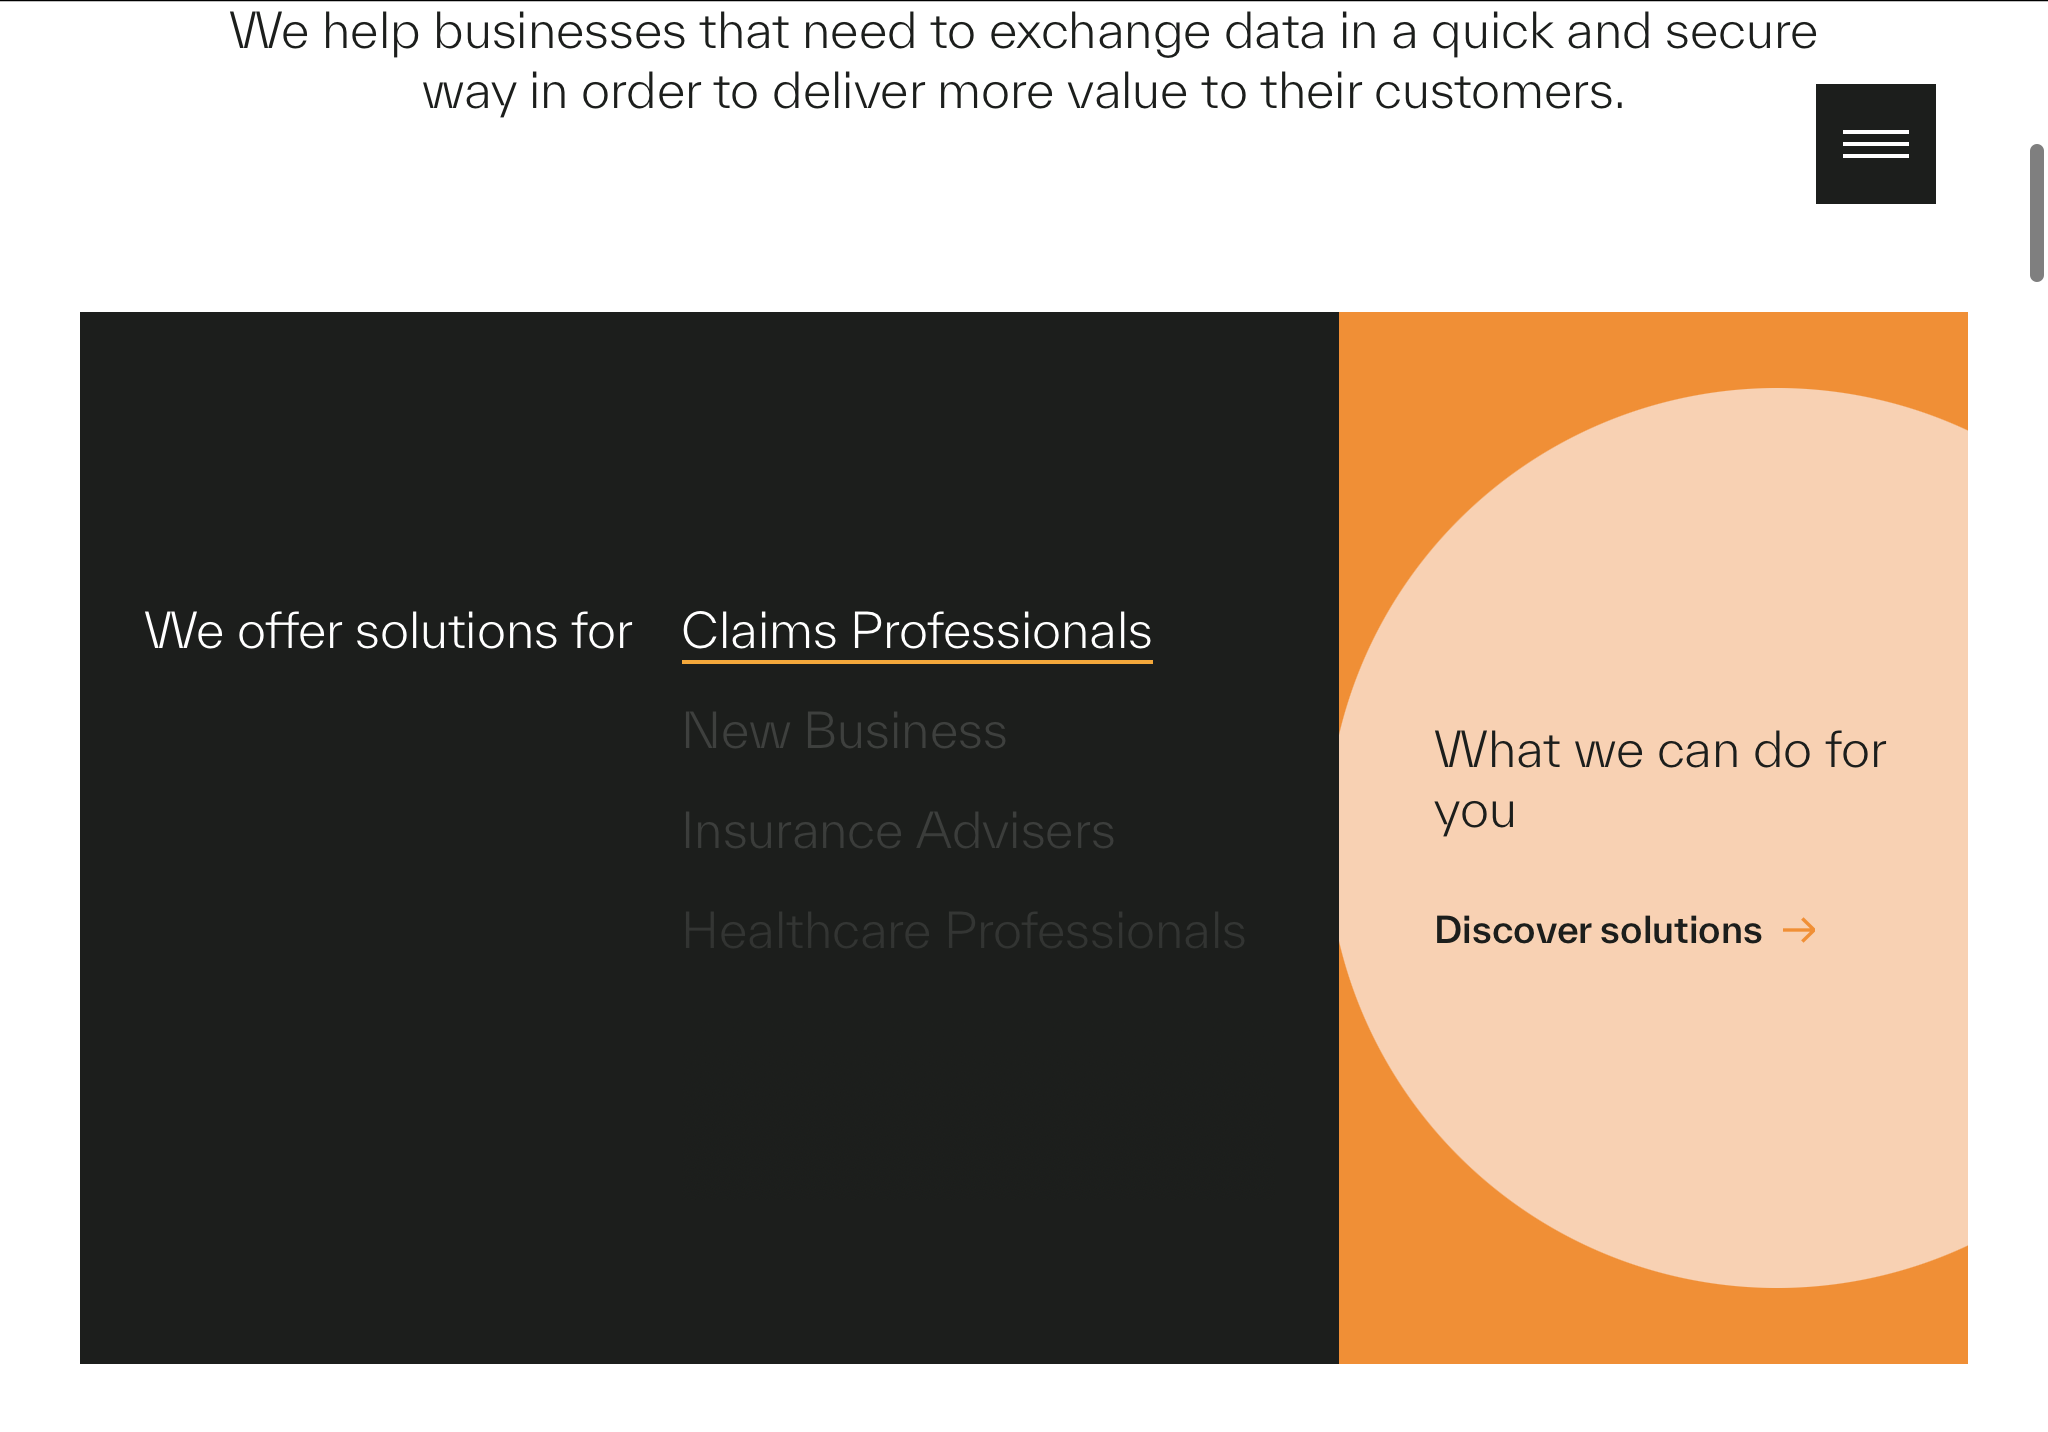 We help businesses that need to exchange data in a quick and secure
way in order to deliver more value to their customers.
We offer solutions for
Claims Professionals
New Business
Insurance Advisers
Healthcare Professionals
What we can do for
you
Discover solutions